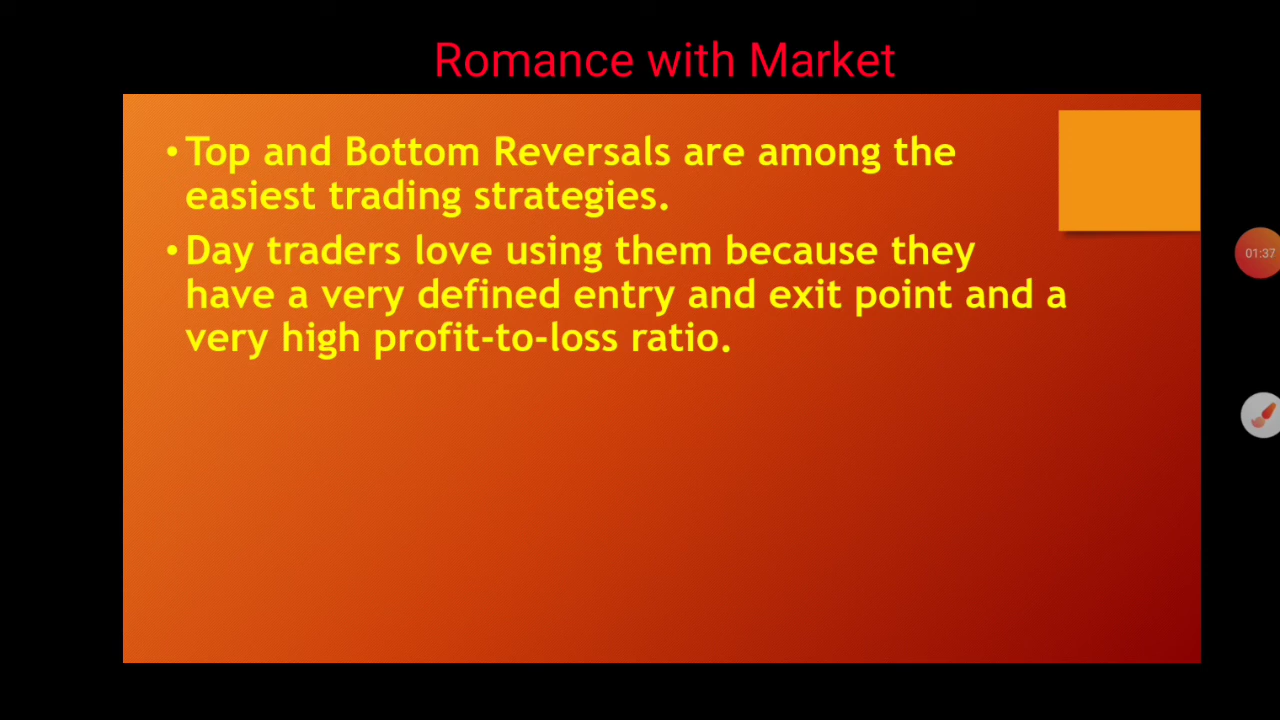 Romance with Market
• Top and Bottom Reversals are among the
easiest trading strategies.
• Day traders love using them because they
have a very defined entry and exit point and a
very high profit-to-loss ratio.
01:37